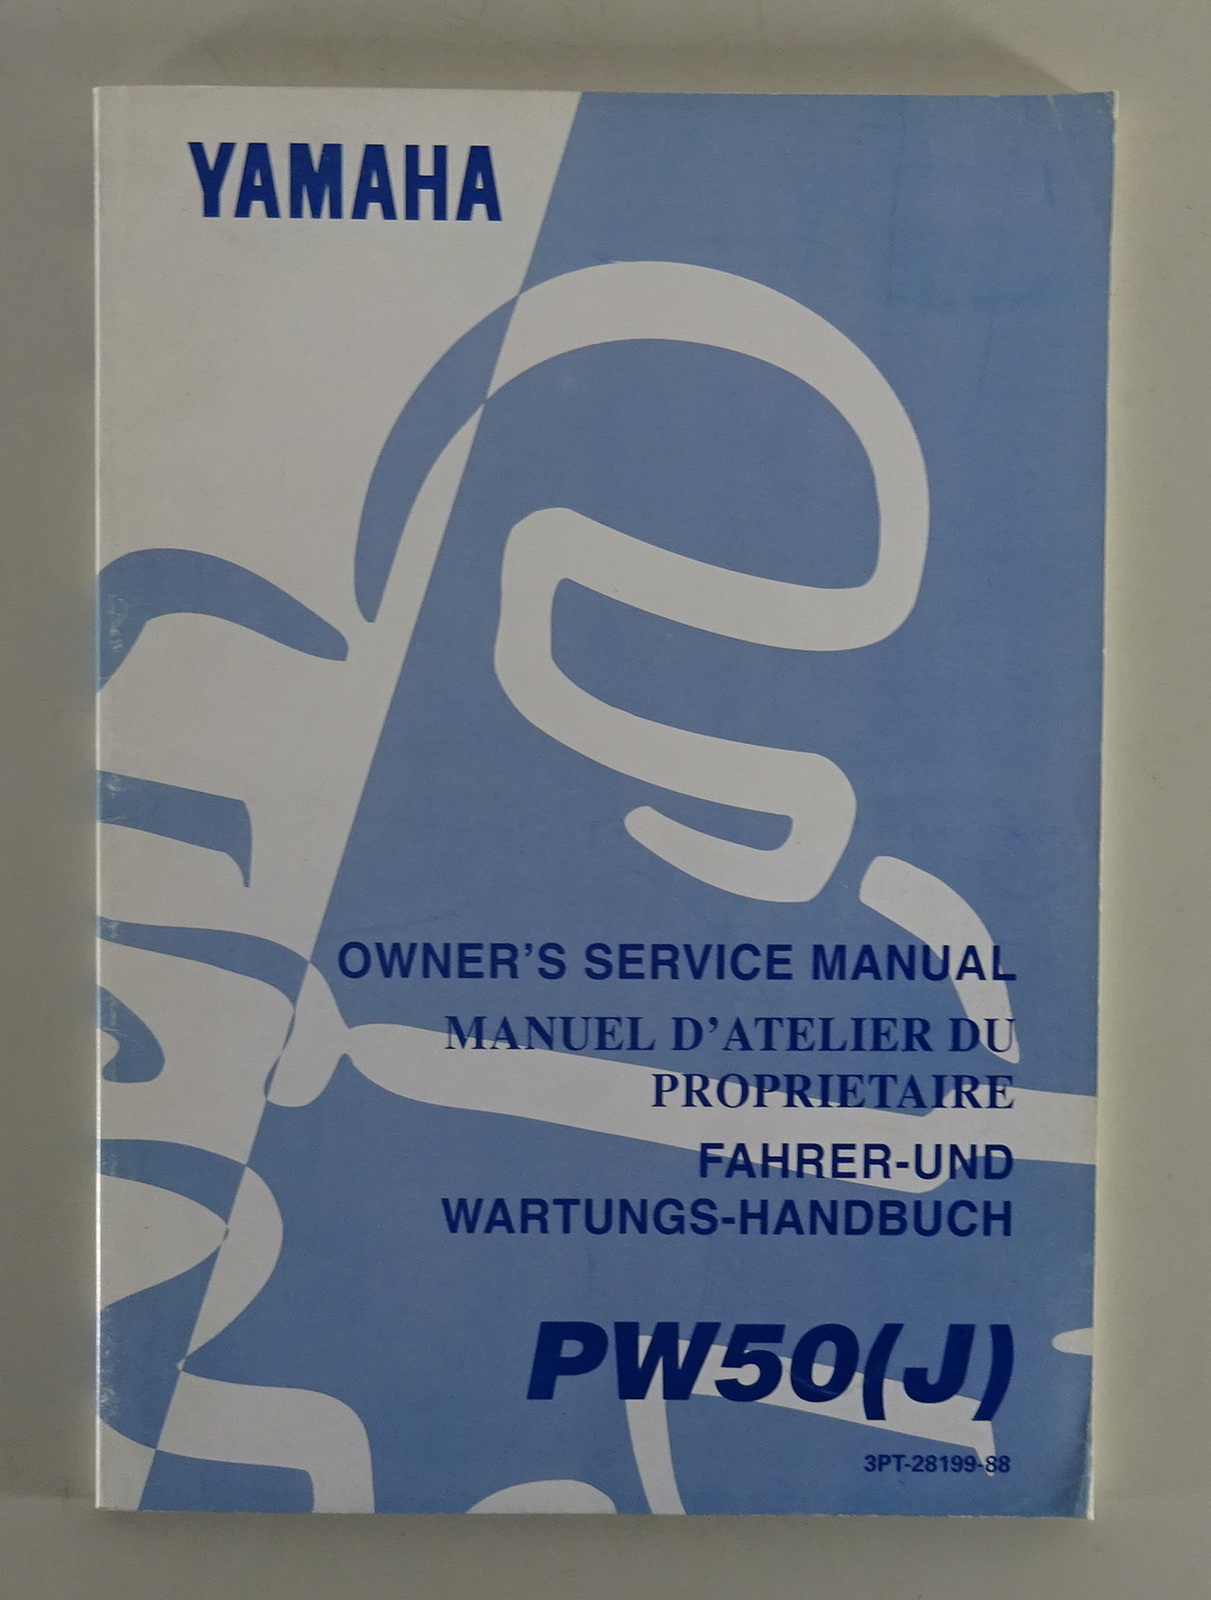 YAMAHA
OWNER'S SERVICE MANUAL
MANUEL D'ATELIER DU
PROPRIETAIRE
FAHRER-UND
WARTUNGS-HANDBUCH
PW50(J)
3PT-28199-88